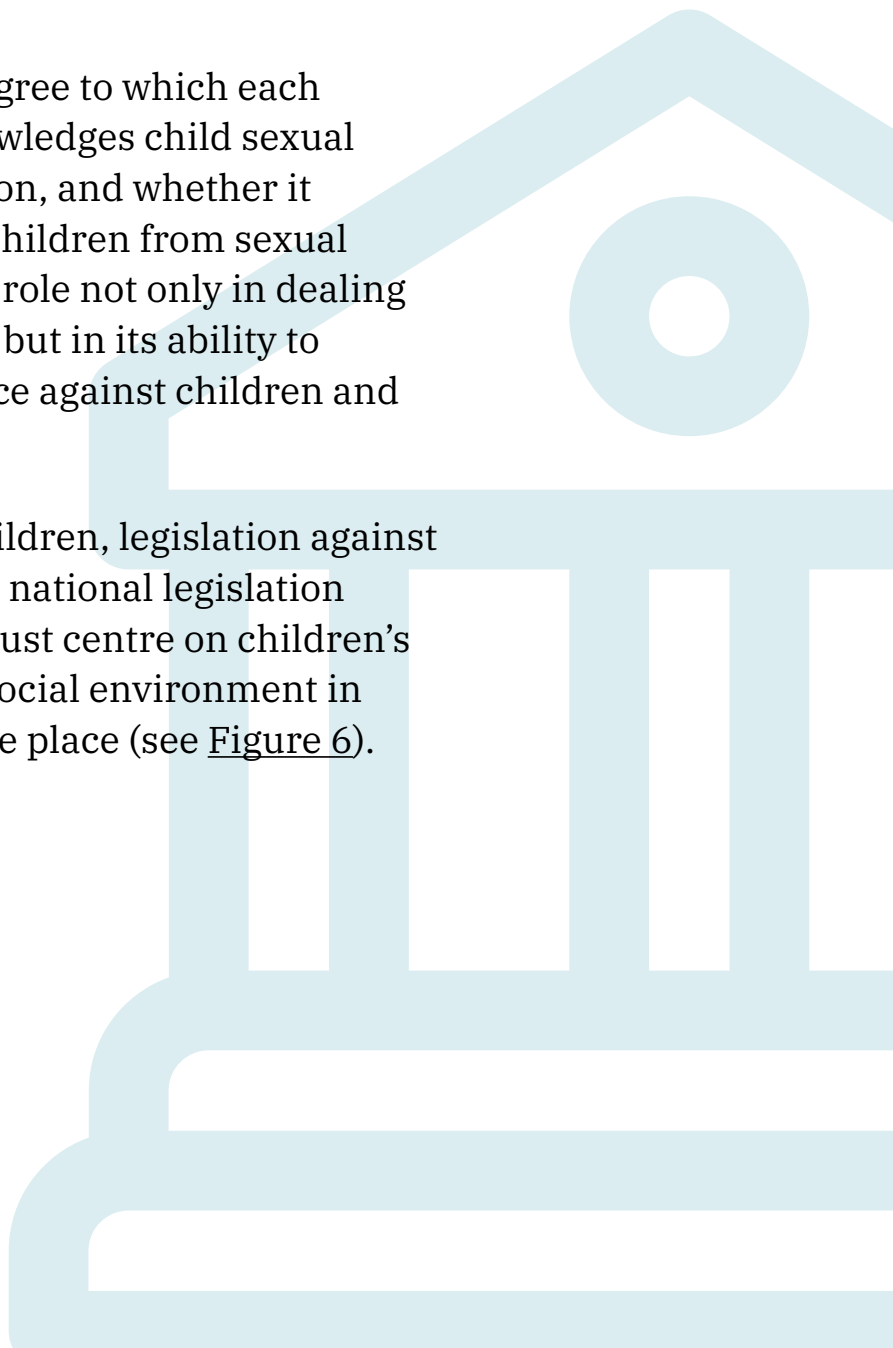 gree to which each
wledges child sexual
on, and whether it
hildren from sexual
role not only in dealing
but in its ability to
ce against children and
ildren, legislation against
national legislation
ust centre on children’s
ocial environment in
e place (see Figure 6).